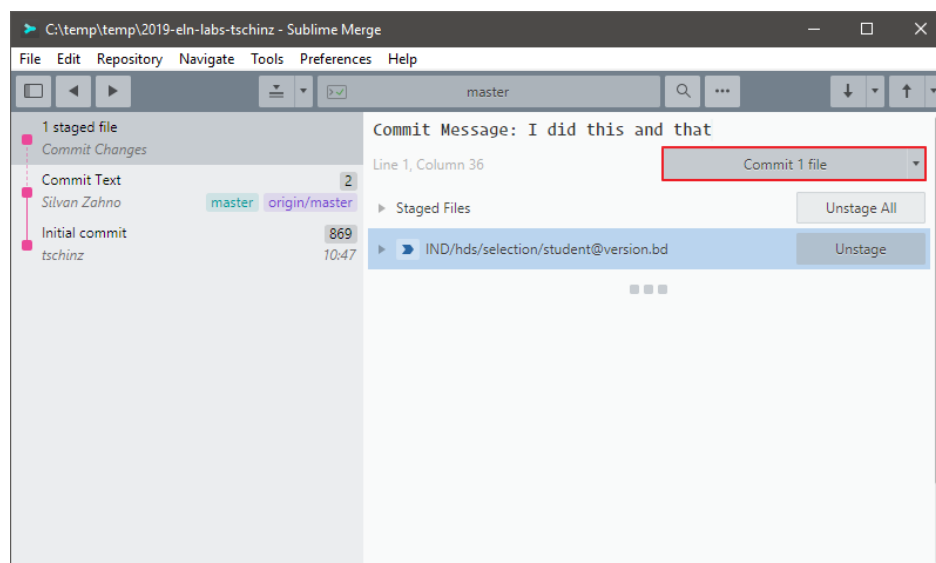 C:\temp\temp\2019-eln-labs-tschinz - Sublime Merge
File Edit Repository Navigate Tools Preferences Help
master
1 staged file
Commit Changes
Commit Text 2
Silvan Zahno master origin/master
Initial commit 869
tschinz 10:47
Commit Message: I did this and that
Line 1, Column 36
Commit 1 file
Staged Files
Unstage All
IND/hds/selection/student@version.bd
Unstage